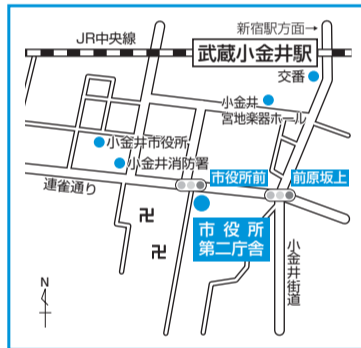 新宿駅方面→
JR中央線
武蔵小金井駅
交番
小金井
宮地楽器ホール
小金井市役所
小金井消防署
連雀通り
市役所前
前原坂上
市役所
第二庁舎
小金井街道
N